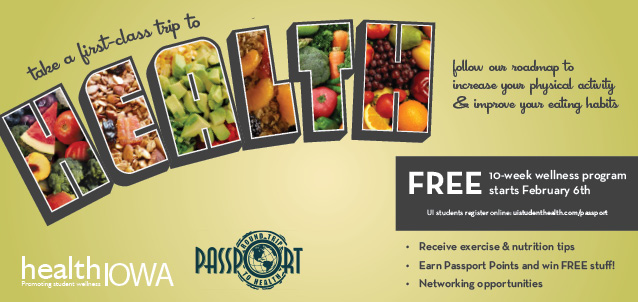 take a first-class trip to
HEALTH
follow our roadmap to
increase your physical activity
& improve your eating habits
FREE 10-week wellness program
starts February 6th
UI students register online: uistudenthealth.com/passport
• Receive exercise & nutrition tips
• Earn Passport Points and win FREE stuff!
• Networking opportunities
healthIOWA
Promoting student wellness
ROUND-TRIP
PASSPORT
TO HEALTH